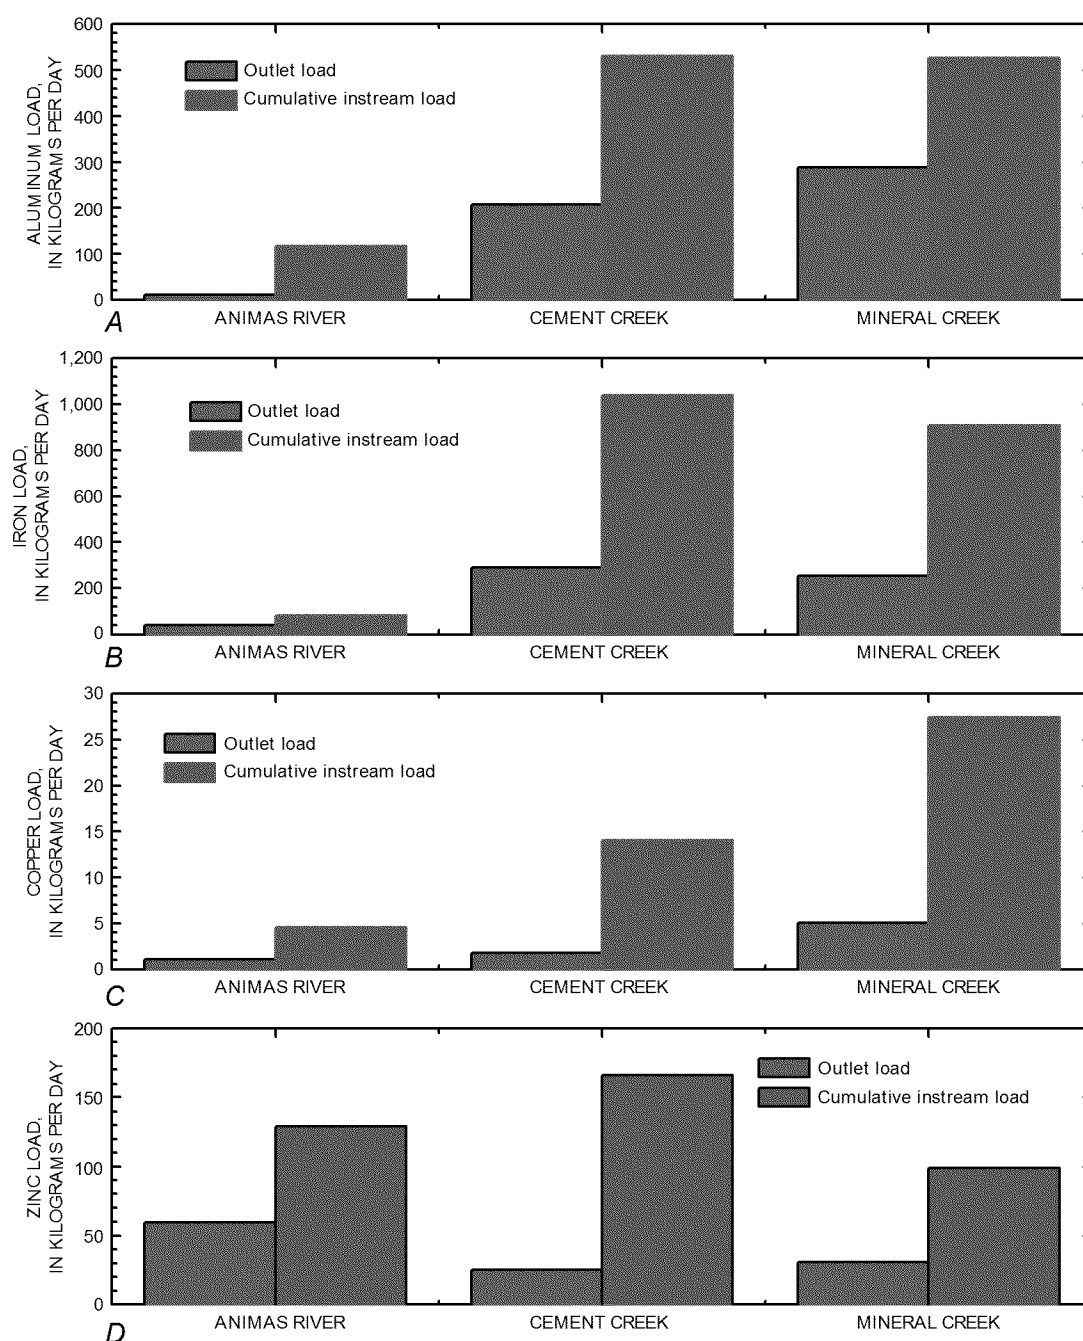 ALUMINUM LOAD,
IN KILOGRAMS PER DAY
600
500
400
300
200
100
0
Outlet load
Cumulative instream load
A
ANIMAS RIVER
CEMENT CREEK
MINERAL CREEK
IRON LOAD,
IN KILOGRAMS PER DAY
1,200
1,000
800
600
400
200
0
Outlet load
Cumulative instream load
B
ANIMAS RIVER
CEMENT CREEK
MINERAL CREEK
COPPER LOAD,
IN KILOGRAMS PER DAY
30
25
20
15
10
5
0
Outlet load
Cumulative instream load
C
ANIMAS RIVER
CEMENT CREEK
MINERAL CREEK
ZINC LOAD,
IN KILOGRAMS PER DAY
200
150
100
50
0
Outlet load
Cumulative instream load
D
ANIMAS RIVER
CEMENT CREEK
MINERAL CREEK